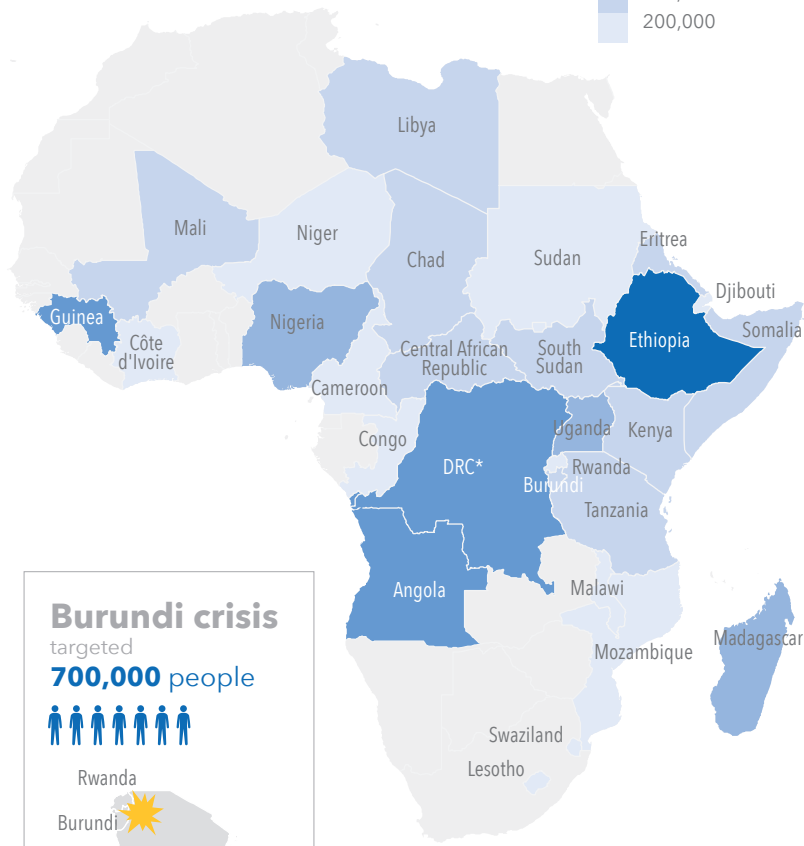 200,000
Libya
Mali
Niger
Chad
Sudan
Eritrea
Djibouti
Guinea
Nigeria
Côte
d'Ivoire
Central African
Republic
South
Sudan
Ethiopia
Somalia
Cameroon
Uganda
Kenya
Congo
DRC*
Rwanda
Burundi
Tanzania
Angola
Malawi
Mozambique
Madagascar
Swaziland
Lesotho
Burundi crisis
targeted
700,000 people
Rwanda
Burundi